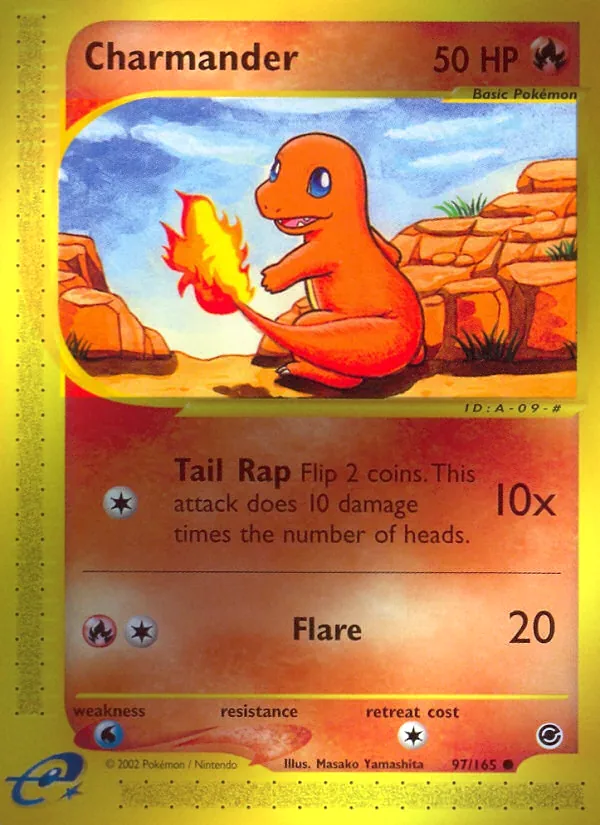 Charmander 50 HP
Basic Pokémon
ID:A-09-#
Tail Rap Flip 2 coins. This
attack does 10 damage
times the number of heads.
10x
Flare 20
weakness resistance retreat cost
© 2002 Pokémon / Nintendo Illus. Masako Yamashita 97/165
e